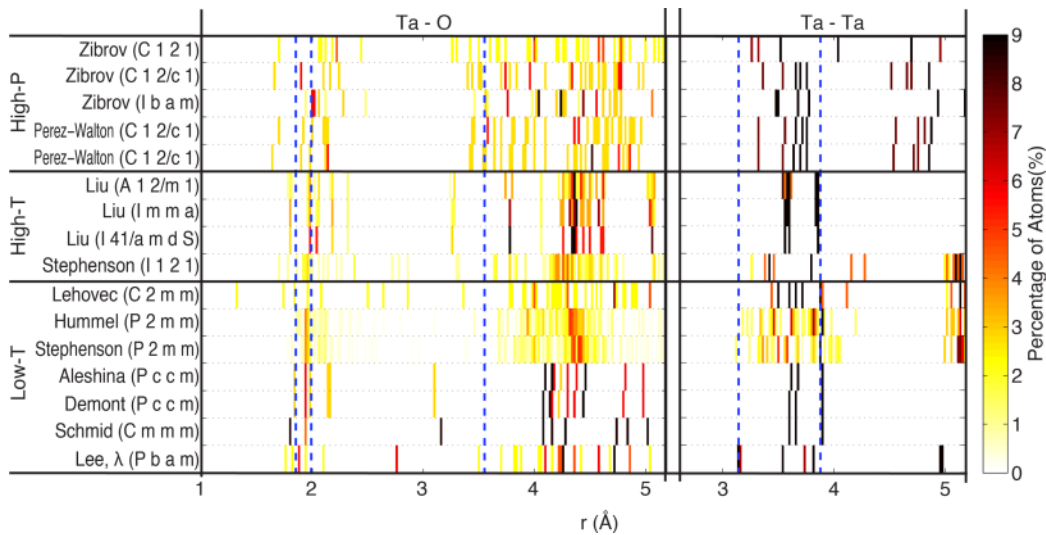 Ta - O
Ta - Ta
High-P
Zibrov (C 1 2 1)
Zibrov (C 1 2/c 1)
Zibrov (I b a m)
Perez-Walton (C 1 2/c 1)
Perez-Walton (C 1 2/c 1)
High-T
Liu (A 1 2/m 1)
Liu (I m m a)
Liu (I 41/a m d S)
Stephenson (I 1 2 1)
Low-T
Lehovec (C 2 m m)
Hummel (P 2 m m)
Stephenson (P 2 m m)
Aleshina (P c c m)
Demont (P c c m)
Schmid (C m m m)
Lee, λ (P b a m)
1 2 3 4 5
3 4 5
r (Å)
9
8
7
6
5
4
3
2
1
0
Percentage of Atoms(%)